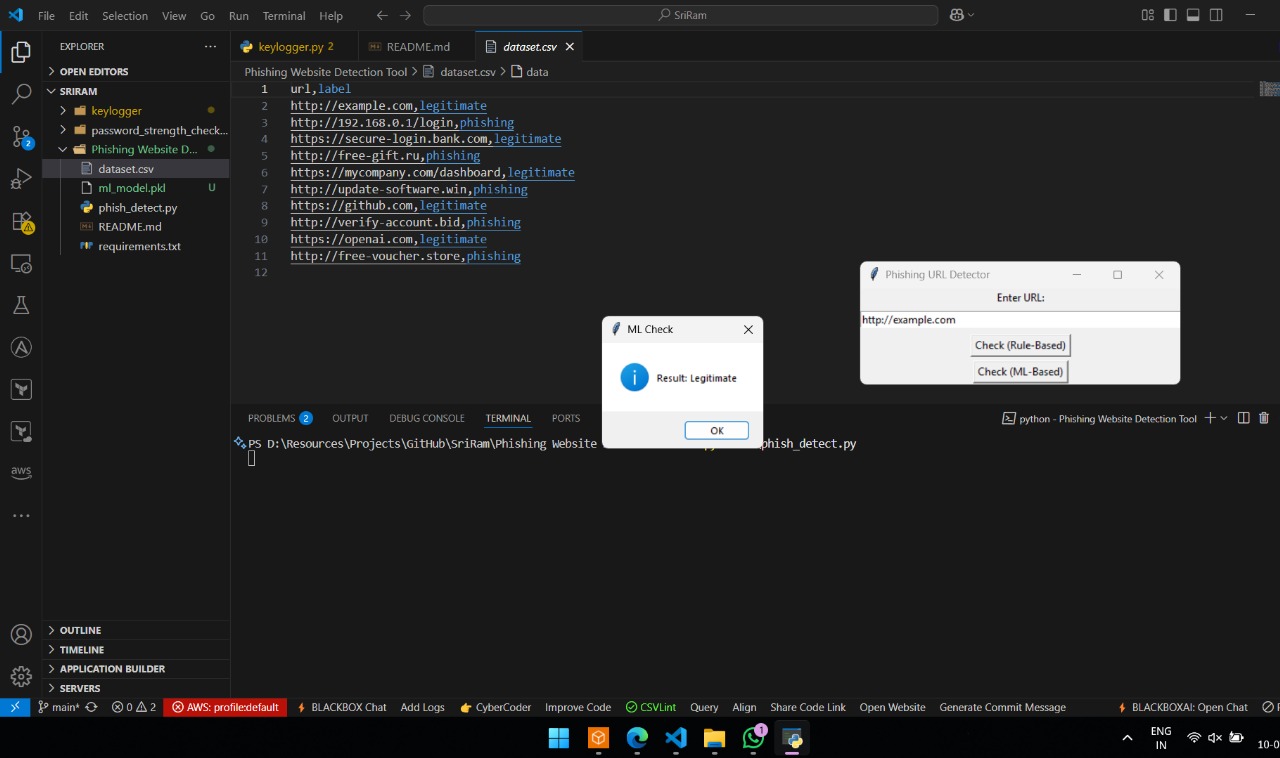 File Edit Selection View Go Run Terminal Help
SriRam
EXPLORER
OPEN EDITORS
SRIRAM
keylogger
password_strength_check...
Phishing Website D...
dataset.csv
ml_model.pkl U
phish_detect.py
README.md
requirements.txt
OUTLINE
TIMELINE
APPLICATION BUILDER
SERVERS
2
aws
keylogger.py 2
README.md
dataset.csv
Phishing Website Detection Tool > dataset.csv > data
1 url,label
2 http://example.com,legitimate
3 http://192.168.0.1/login,phishing
4 https://secure-login.bank.com,legitimate
5 http://free-gift.ru,phishing
6 https://mycompany.com/dashboard,legitimate
7 http://update-software.win,phishing
8 https://github.com,legitimate
9 http://verify-account.bid,phishing
10 https://openai.com,legitimate
11 http://free-voucher.store,phishing
12
Phishing URL Detector
Enter URL:
http://example.com
Check (Rule-Based)
Check (ML-Based)
ML Check
i
Result: Legitimate
OK
PROBLEMS 2 OUTPUT DEBUG CONSOLE TERMINAL PORTS
python - Phishing Website Detection Tool
PS D:\Resources\Projects\GitHub\SriRam\Phishing Website
phish_detect.py
main* 0 2 AWS: profile:default BLACKBOX Chat Add Logs CyberCoder Improve Code CSVLint Query Align Share Code Link Open Website Generate Commit Message BLACKBOXAI: Open Chat
1
ENG
IN
10-0